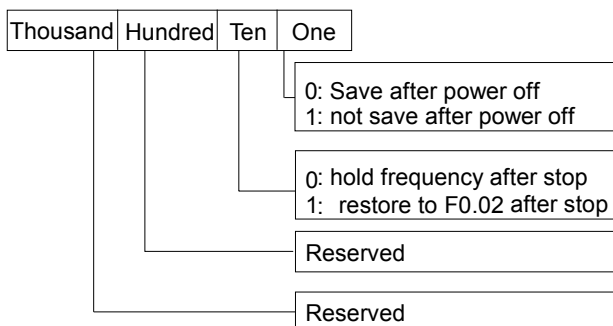 Thousand Hundred Ten One
0: Save after power off
1: not save after power off
0: hold frequency after stop
1: restore to F0.02 after stop
Reserved
Reserved